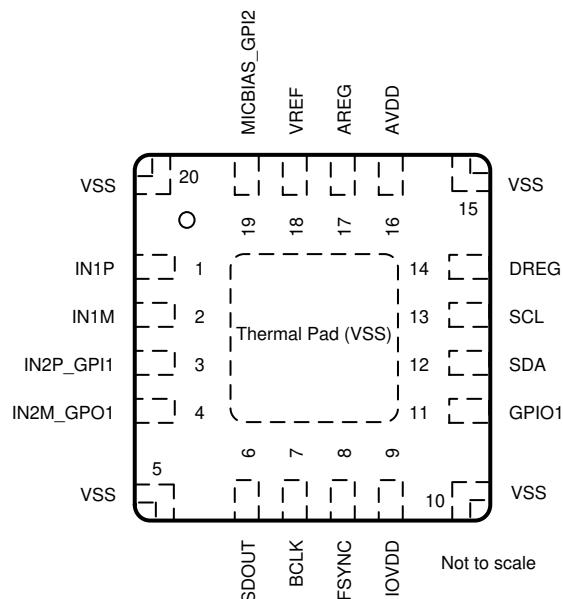 MICBIAS_GPI2
VREF
AREG
AVDD
VSS
20
19
18
17
16
15
VSS
IN1P
1
14
DREG
IN1M
2
13
SCL
Thermal Pad (VSS)
IN2P_GPI1
3
12
SDA
IN2M_GPO1
4
11
GPIO1
VSS
5
6
7
8
9
10
VSS
SDOUT
BCLK
FSYNC
IOVDD
Not to scale